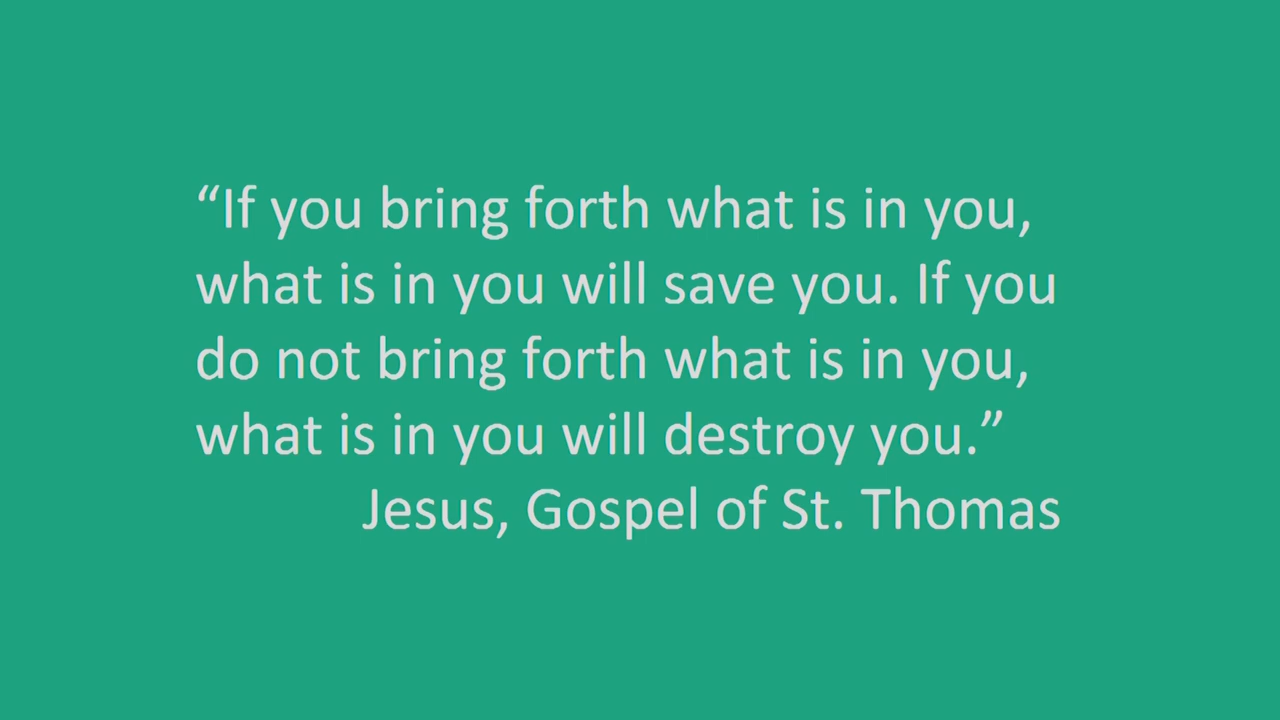 “If you bring forth what is in you,
what is in you will save you. If you
do not bring forth what is in you,
what is in you will destroy you.”
Jesus, Gospel of St. Thomas